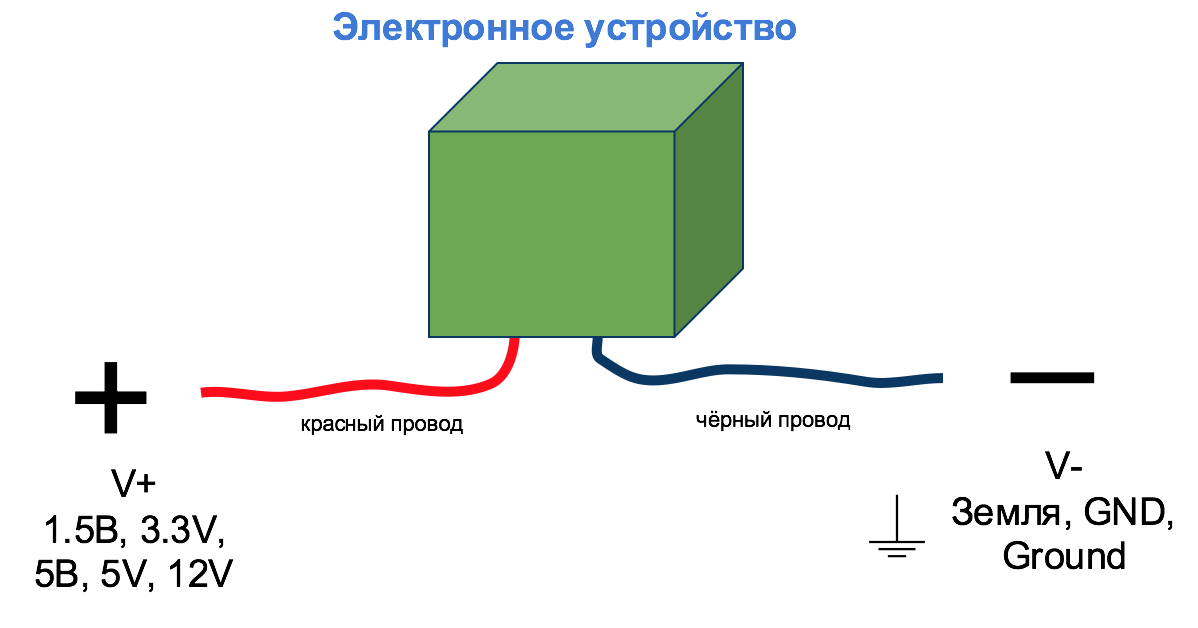 Электронное устройство
+
−
красный провод
чёрный провод
V+
1.5В, 3.3V,
5В, 5V, 12V
V-
Земля, GND,
Ground